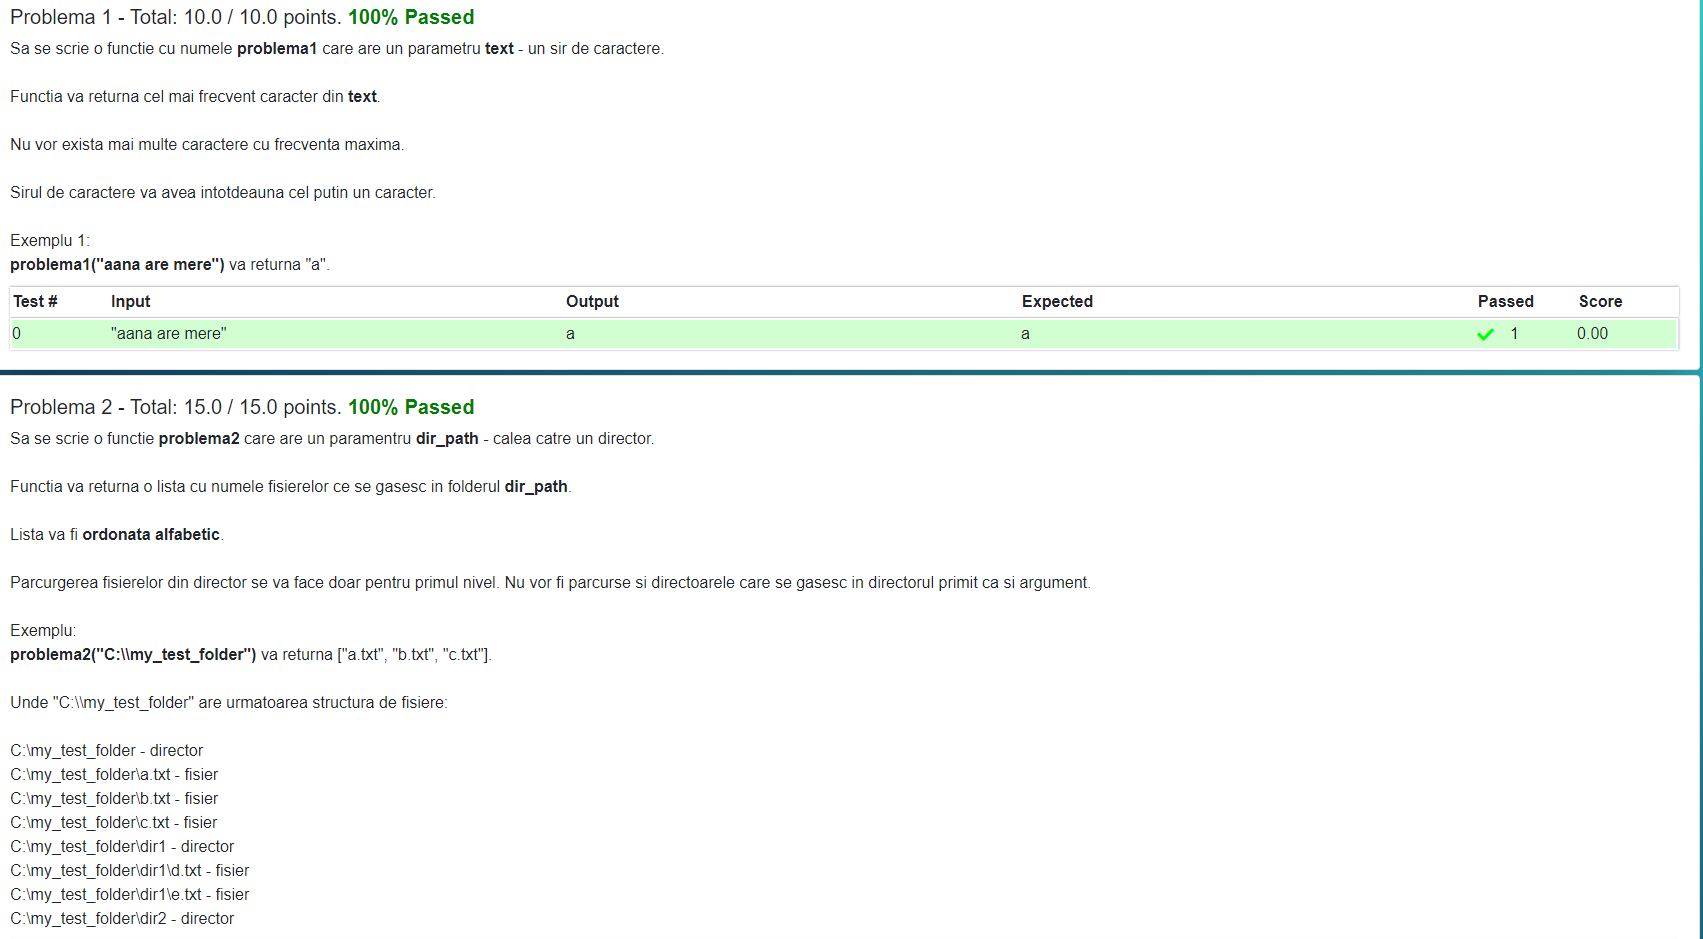 Problema 1 - Total: 10.0 / 10.0 points. 100% Passed
Sa se scrie o functie cu numele problema1 care are un parametru text - un sir de caractere.
Functia va returna cel mai frecvent caracter din text.
Nu vor exista mai multe caractere cu frecventa maxima.
Sirul de caractere va avea intotdeauna cel putin un caracter.
Exemplu 1:
problema1("aana are mere") va returna "a".
Test # Input Output Expected Passed Score
0 "aana are mere" a a 1 0.00
Problema 2 - Total: 15.0 / 15.0 points. 100% Passed
Sa se scrie o functie problema2 care are un paramentru dir_path - calea catre un director.
Functia va returna o lista cu numele fisierelor ce se gasesc in folderul dir_path.
Lista va fi ordonata alfabetic.
Parcurgerea fisierelor din director se va face doar pentru primul nivel. Nu vor fi parcurse si directoarele care se gasesc in directorul primit ca si argument.
Exemplu:
problema2("C:\\my_test_folder") va returna ["a.txt", "b.txt", "c.txt"].
Unde "C:\\my_test_folder" are urmatoarea structura de fisiere:
C:\my_test_folder - director
C:\my_test_folder\a.txt - fisier
C:\my_test_folder\b.txt - fisier
C:\my_test_folder\c.txt - fisier
C:\my_test_folder\dir1 - director
C:\my_test_folder\dir1\d.txt - fisier
C:\my_test_folder\dir1\e.txt - fisier
C:\my_test_folder\dir2 - director